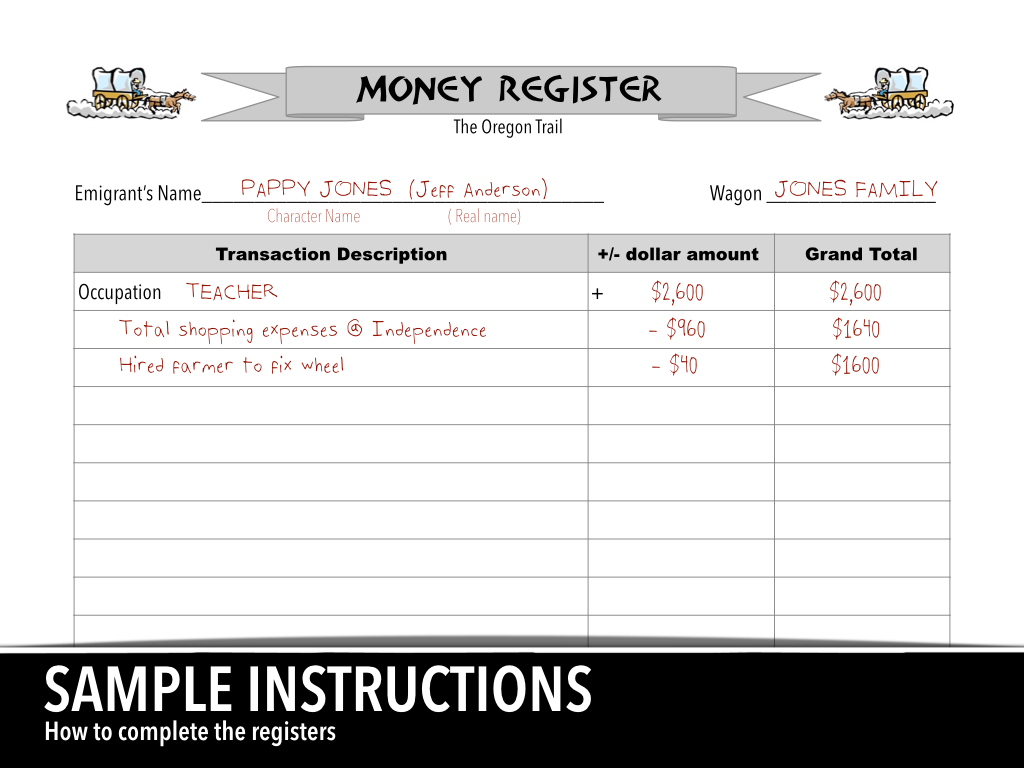 MONEY REGISTER
The Oregon Trail
Emigrant's Name PAPPY JONES (Jeff Anderson) Wagon JONES FAMILY
Character Name ( Real name)
Transaction Description +/- dollar amount Grand Total
Occupation TEACHER + $2,600 $2,600
Total shopping expenses @ Independence - $960 $1640
Hired farmer to fix wheel - $40 $1600
SAMPLE INSTRUCTIONS
How to complete the registers